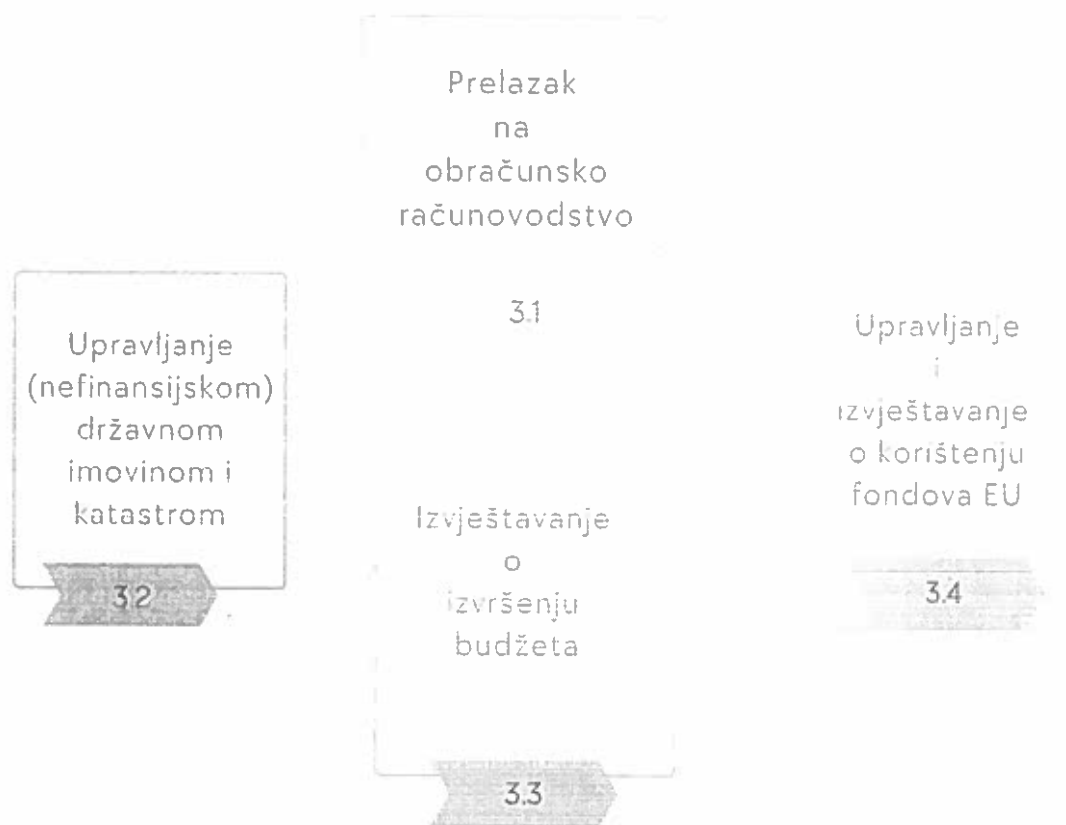 Prelazak
na
obračunsko
računovodstvo
3.1
Upravljanje
(nefinansijskom)
državnom
imovinom i
katastrom
3.2
Izvještavanje
o
izvršenju
budžeta
3.3
Upravljanje
i
izvještavanje
o korištenju
fondova EU
3.4